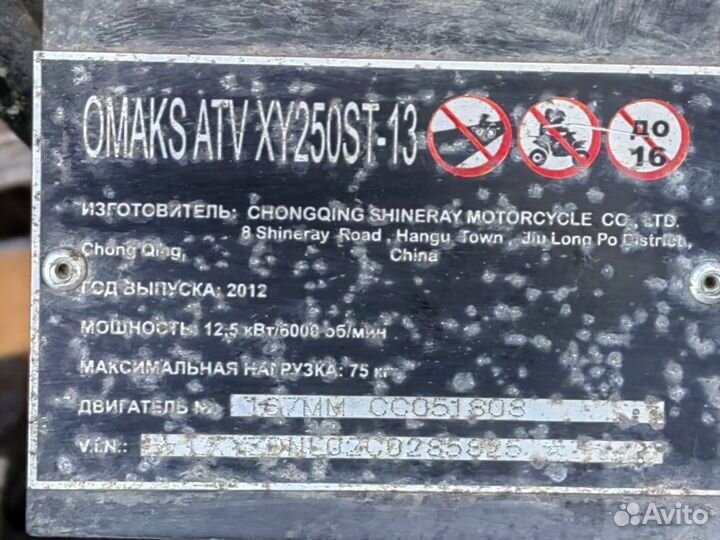 OMAKS ATV XY250ST-13
до
16
ИЗГОТОВИТЕЛЬ: CHONGQING SHINERAY MOTORCYCLE CO., LTD.
8 Shineray Road, Hangu Town, Jiu Long Po District,
Chong Qing, China
ГОД ВЫПУСКА: 2012
МОЩНОСТЬ: 12,5 кВт/6000 об/мин
МАКСИМАЛЬНАЯ НАГРУЗКА: 75 кг
ДВИГАТЕЛЬ №: 167MM CC051808
V.I.N.:
Avito